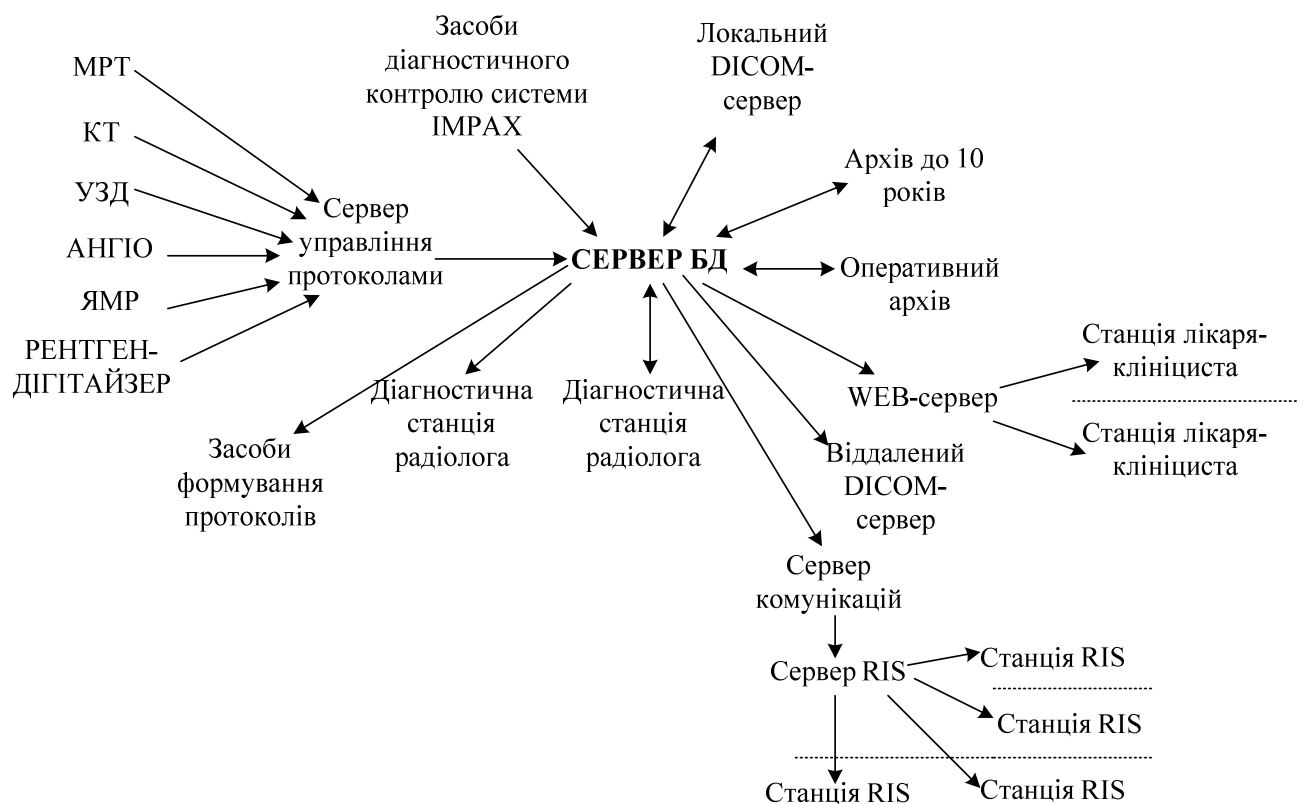 МРТ
КТ
УЗД
АНГІО
ЯМР
РЕНТГЕН-
ДІГІТАЙЗЕР
Сервер
управління
протоколами
Засоби
діагностичного
контролю системи
IMPAX
Локальний
DICOM-
сервер
Архів до 10
років
СЕРВЕР БД
Оперативний
архів
Засоби
формування
протоколів
Діагностична
станція
радіолога
Діагностична
станція
радіолога
WEB-сервер
Станція лікаря-
клініциста
Станція лікаря-
клініциста
Віддалений
DICOM-
сервер
Сервер
комунікацій
Сервер RIS
Станція RIS
Станція RIS
Станція RIS
Станція RIS